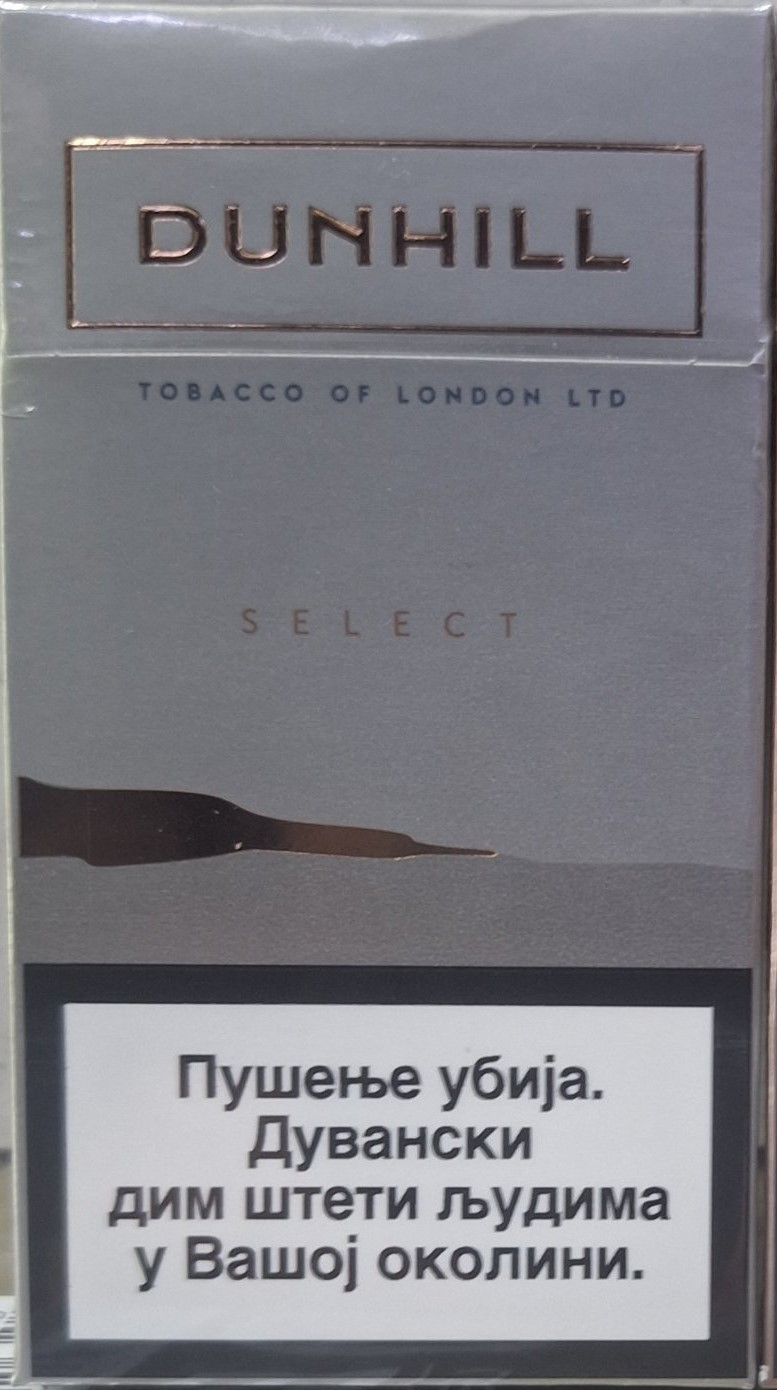 DUNHILL
TOBACCO OF LONDON LTD
SELECT
Пушење убија.
Дувански
дим штети људима
у Вашој околини.